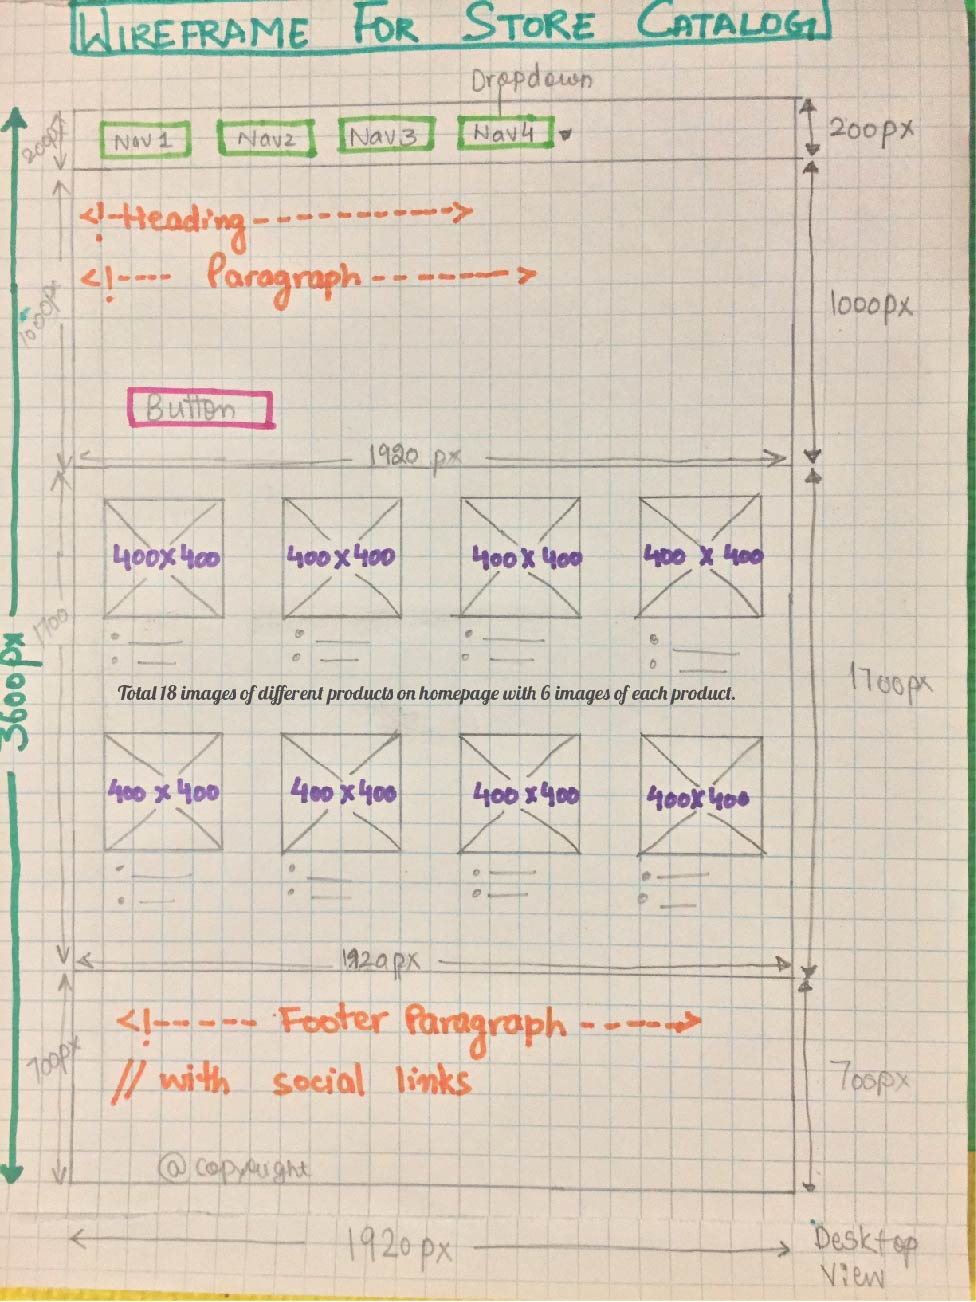 WIREFRAME FOR STORE CATALOG
Dropdown
Nav 1 Nav2 Nav3 Nav4
200px 200px
<!-Heading----------->
<!---- Paragraph ------->
1000px 1000px
Button
1920 px
400x400 400x400 400x400 400 x 400
1700 1700px
3600px
Total 18 images of different products on homepage with 6 images of each product.
400 x 400 400 x 400 400 x 400 400x400
1920px
<!----- Footer Paragraph ----->
// with social links
700px 700px
@ copyright
1920px
Desktop
View